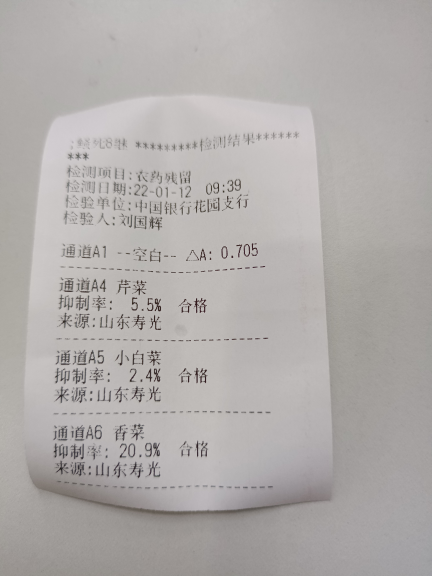 *********检测结果******
***
检测项目:农药残留
检测日期:22-01-12 09:39
检验单位:中国银行花园支行
检验人:刘国辉
通道A1 --空白-- △A: 0.705
通道A4 芹菜
抑制率: 5.5% 合格
来源:山东寿光
通道A5 小白菜
抑制率: 2.4% 合格
来源:山东寿光
通道A6 香菜
抑制率: 20.9% 合格
来源:山东寿光